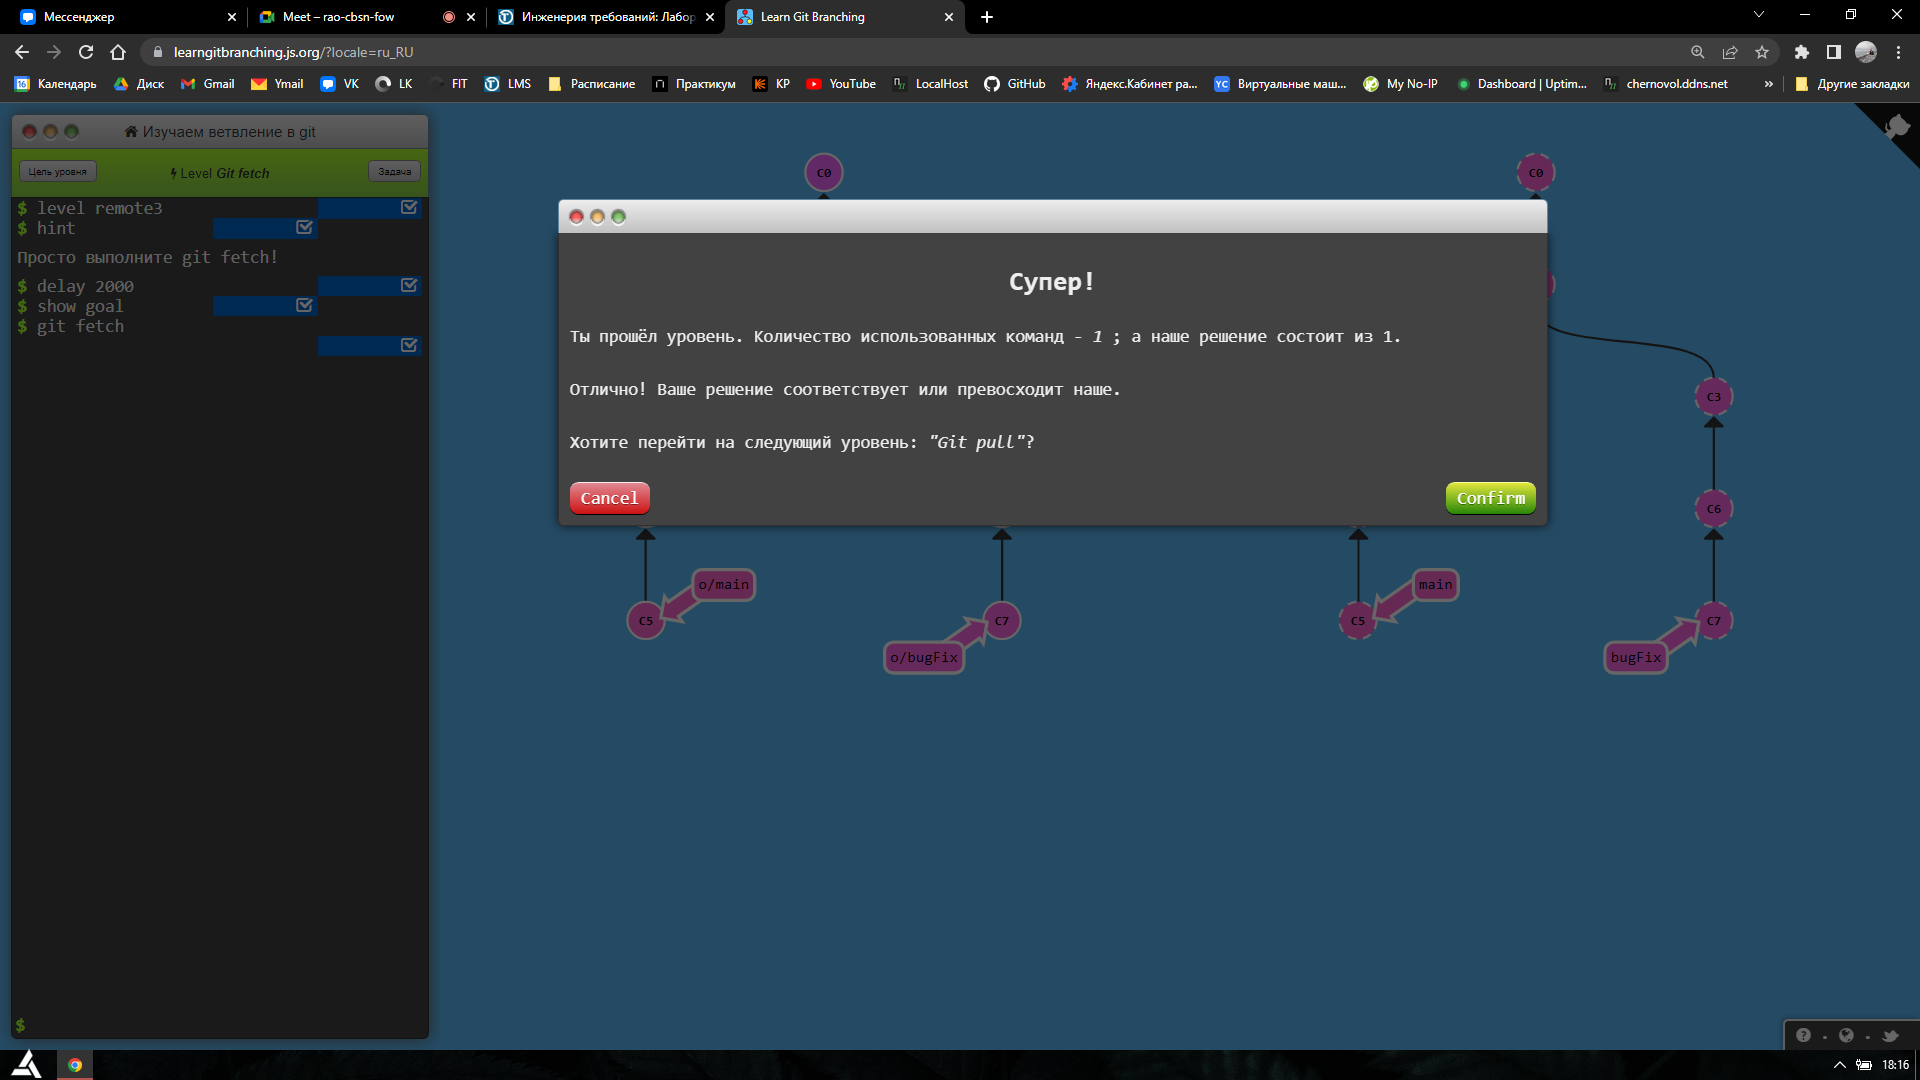 Мессенджер
Meet – rao-cbsn-fow
Инженерия требований: Лабор
Learn Git Branching
learngitbranching.js.org/?locale=ru_RU
16 Календарь
Диск
Gmail
Ymail
VK
LK
FIT
LMS
Расписание
Практикум
KP
YouTube
LocalHost
GitHub
Яндекс.Кабинет ра...
YC Виртуальные маш...
My No-IP
Dashboard | Uptim...
chernovol.ddns.net
»
Другие закладки
Изучаем ветвление в git
Цель уровня
Level Git fetch
Задача
$ level remote3
$ hint
Просто выполните git fetch!
$ delay 2000
$ show goal
$ git fetch
$
C0
C0
Супер!
Ты прошёл уровень. Количество использованных команд - 1 ; а наше решение состоит из 1.
Отлично! Ваше решение соответствует или превосходит наше.
Хотите перейти на следующий уровень: "Git pull"?
Cancel
Confirm
C3
C6
o/main
main
C5
C7
C5
C7
o/bugFix
bugFix
18:16